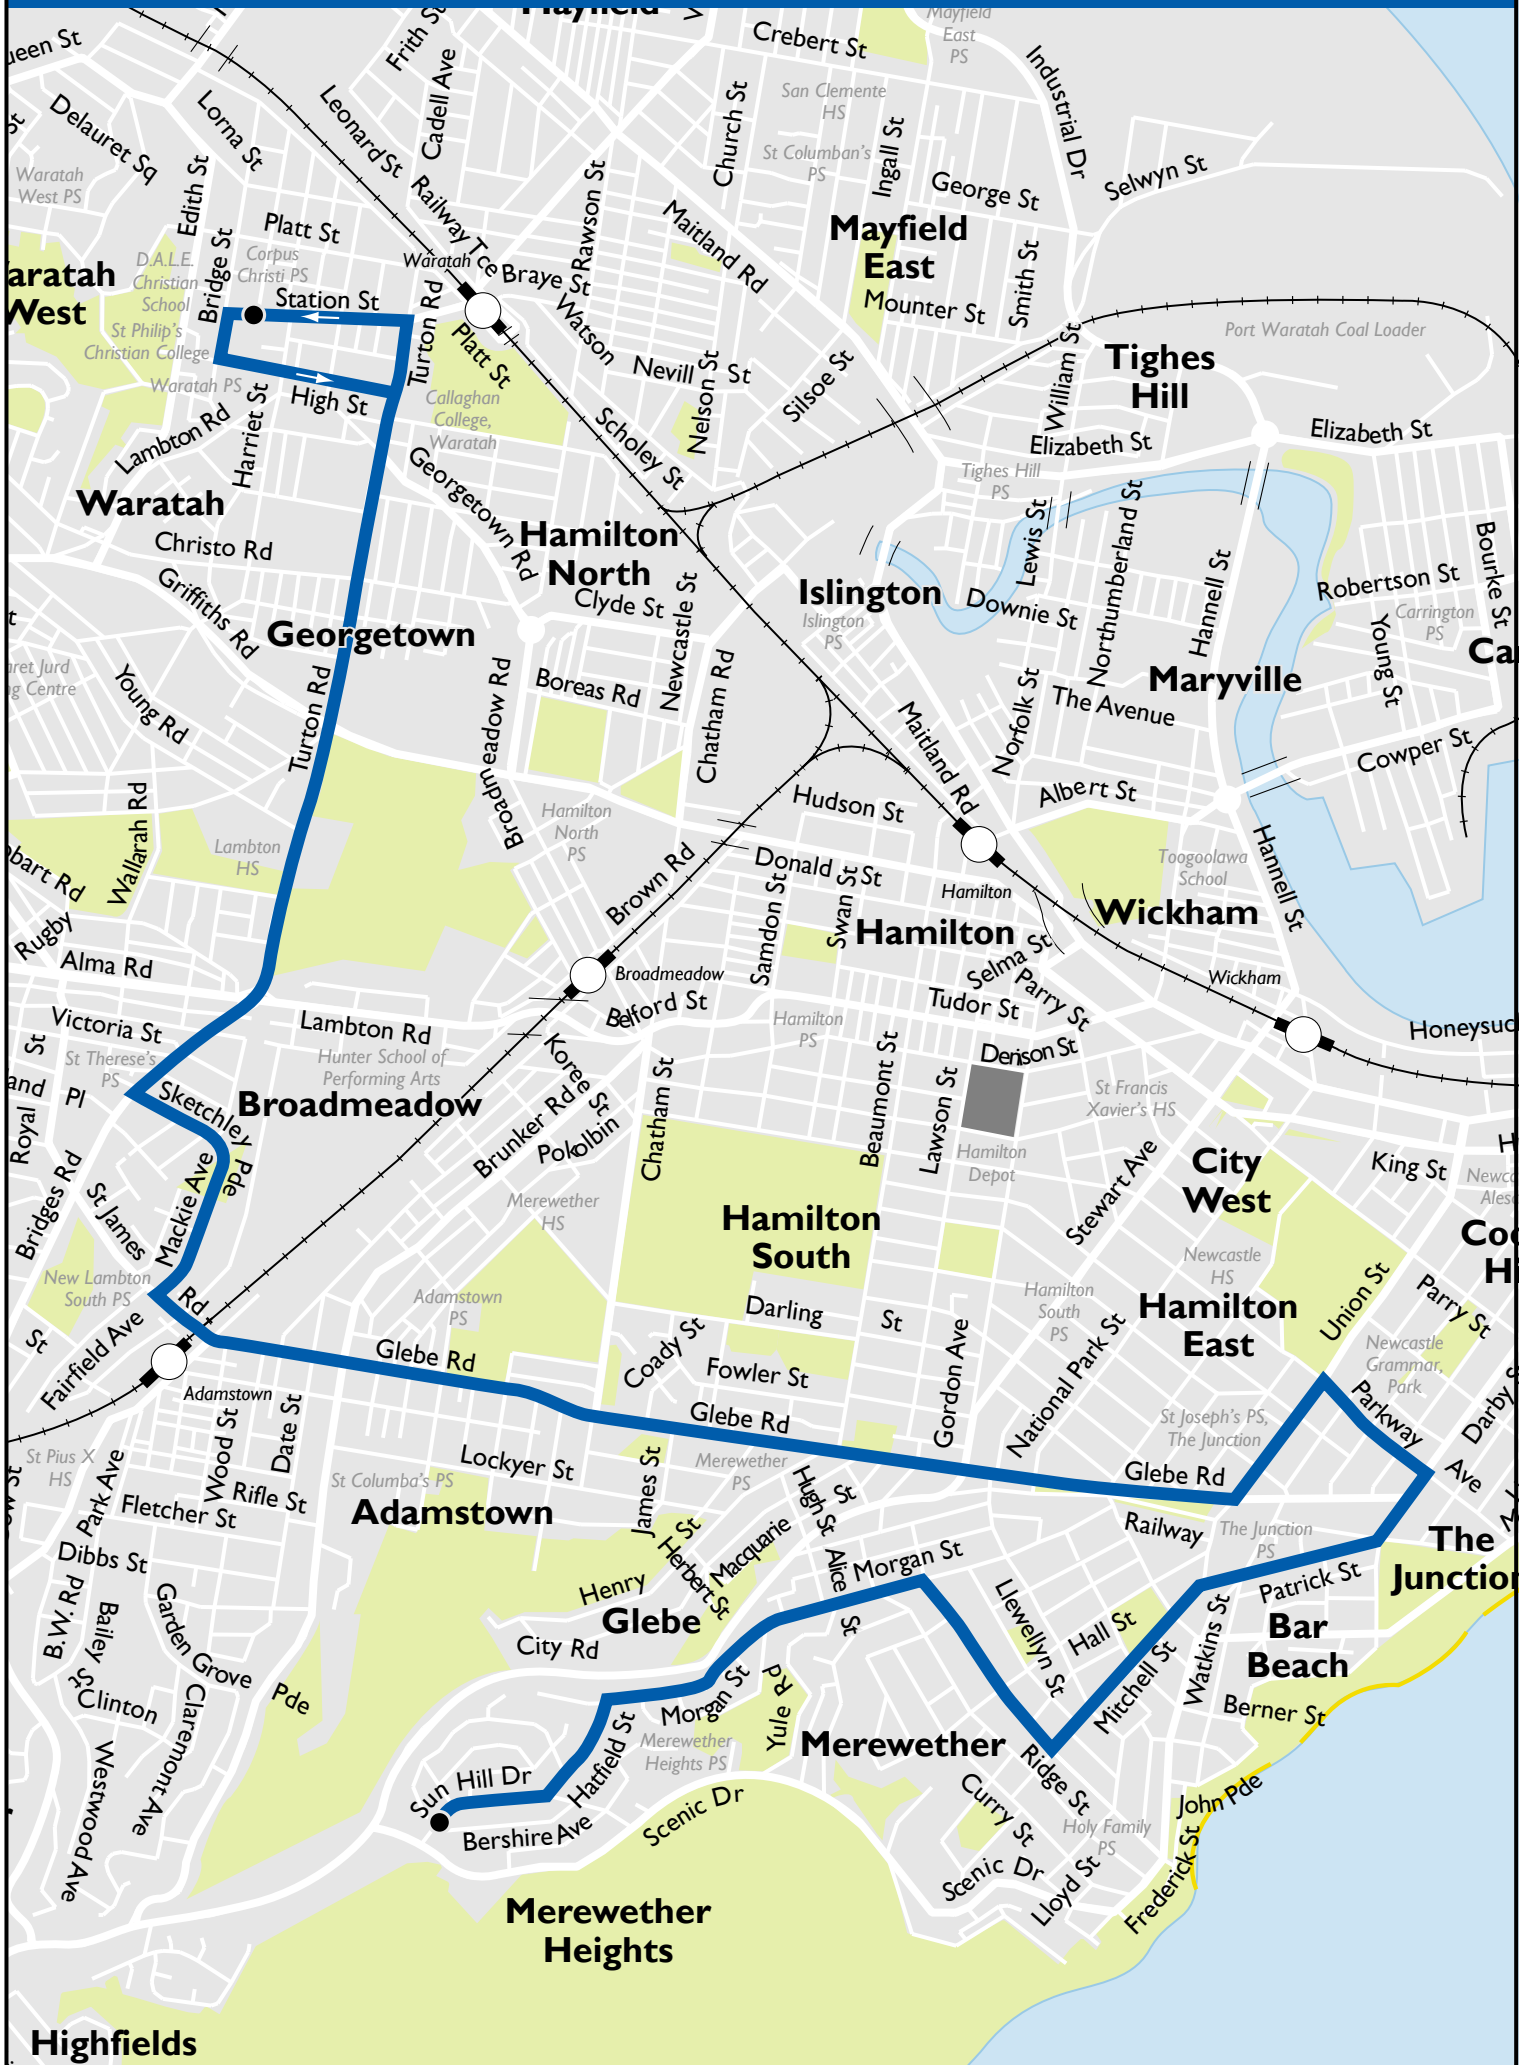 Mayfield
Mayfield
East
PS
Frith St
Crebert St
Queen St
Cadell Ave
Industrial Dr
San Clemente
HS
Leonard St
Lorna St
Delauret Sq
St
Church St
Ingall St
St Columban's
PS
Selwyn St
Waratah
West PS
Edith St
Railway Tce
Rawson St
George St
Maitland Rd
Mayfield
East
Platt St
Bridge St
Corpus
Christi PS
D.A.L.E.
Christian
School
Waratah
Braye St
Smith St
Waratah
West
Station St
Turton Rd
Watson
Mounter St
St Philip's
Christian College
Platt St
Port Waratah Coal Loader
William St
Tighes
Hill
Nevill St
Nelson St
Silsoe St
Waratah PS
High St
Callaghan
College,
Waratah
Lambton Rd
Harriet St
Scholey St
Elizabeth St
Elizabeth St
Georgetown Rd
Tighes Hill
PS
Waratah
Lewis St
Northumberland St
Christo Rd
Hamilton
North
Hannell St
Bourke St
Griffiths Rd
Clyde St
Newcastle St
Islington
Islington
PS
Downie St
Robertson St
Carrington
PS
Young St
Georgetown
Broadmeadow Rd
Boreas Rd
Chatham Rd
Norfolk St
The Avenue
Maryville
Young Rd
Turton Rd
Maitland Rd
Cowper St
Wallarah Rd
Hamilton
North
PS
Hudson St
Albert St
Lambton
HS
Brown Rd
Donald St
Samdon St
Swan St
Hamilton
Toogoolawa
School
Hannell St
Rugby
Hamilton
Wickham
Alma Rd
Broadmeadow
Selma St
Parry St
Wickham
Belford St
Tudor St
Victoria St
Lambton Rd
Hamilton
PS
St
St Therese's
PS
Hunter School of
Performing Arts
Koree St
Beaumont St
Denison St
Pl
Sketchley Pde
Broadmeadow
Brunker Rd
Chatham St
Lawson St
St Francis
Xavier's HS
Royal
Pokolbin
Hamilton
Depot
Stewart Ave
City
West
King St
Bridges Rd
St James
Mackie Ave
Merewether
HS
Hamilton
South
New Lambton
South PS
Rd
Adamstown
PS
Darling St
Hamilton
South
PS
Newcastle
HS
Union St
Parry St
Hamilton
East
St
Fairfield Ave
Glebe Rd
Coady St
Fowler St
Gordon Ave
National Park St
Newcastle
Grammar,
Park
Parkway
Ave
Darby
Adamstown
Glebe Rd
St Joseph's PS,
The Junction
Wood St
Date St
St Pius X
HS
Park Ave
Lockyer St
James St
Merewether
PS
Glebe Rd
Rifle St
Fletcher St
St Columba's PS
Adamstown
Hugh St
St
Macquarie
Railway
The Junction
PS
The
Junction
Dibbs St
Henry St
Herbert St
Alice St
Morgan St
Patrick St
B.W. Rd
Bailey St
Garden Grove Pde
Glebe
Llewellyn St
Hall St
Bar
Beach
City Rd
Mitchell St
Watkins St
Clinton
Yule Rd
Morgan St
Berner St
Claremont Ave
Merewether
Heights PS
Merewether
Hatfield St
Westwood Ave
Sun Hill Dr
Ridge St
Curry St
John Pde
Bershire Ave
Scenic Dr
Holy Family
PS
Scenic Dr
Lloyd St
Frederick St
Merewether
Heights
Highfields